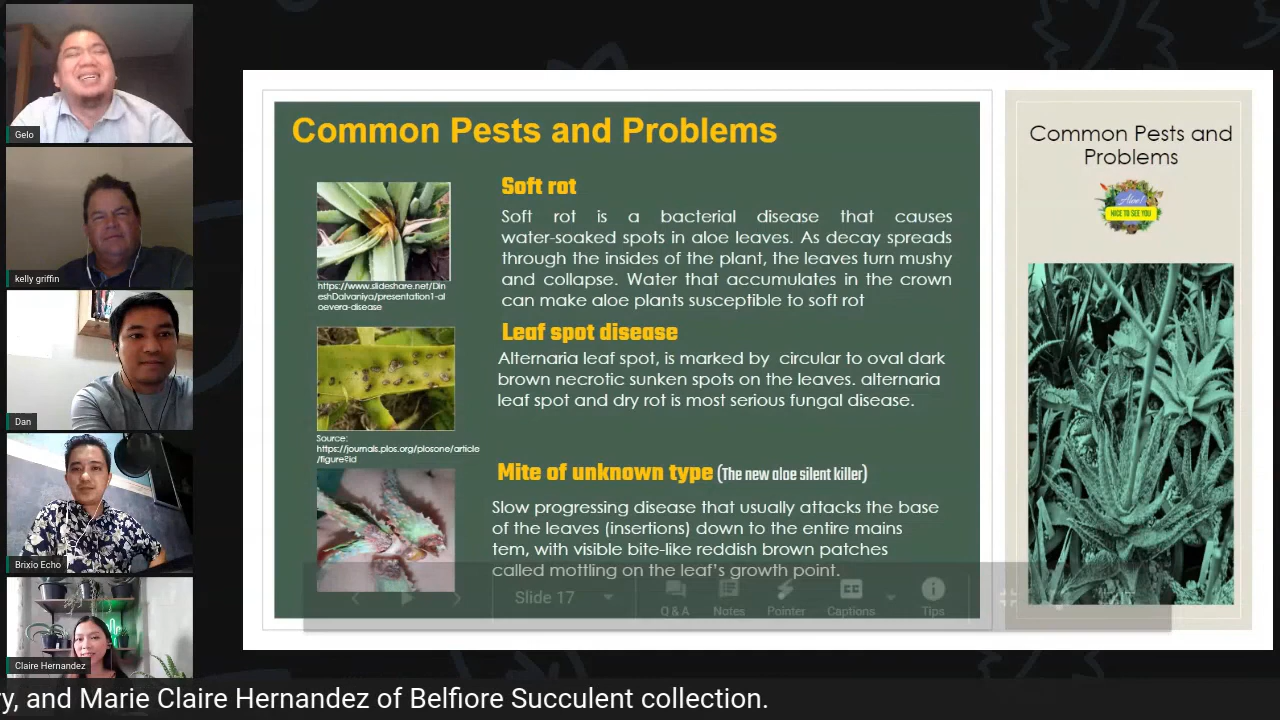 Gelo
kelly griffin
Dan
Brixio Echo
Claire Hernandez
Common Pests and Problems
Soft rot
Soft rot is a bacterial disease that causes
water-soaked spots in aloe leaves. As decay spreads
through the insides of the plant, the leaves turn mushy
and collapse. Water that accumulates in the crown
can make aloe plants susceptible to soft rot
https://www.slideshare.net/Din
eshDalvaniya/presentation1-al
oevera-disease
Leaf spot disease
Alternaria leaf spot, is marked by circular to oval dark
brown necrotic sunken spots on the leaves. alternaria
leaf spot and dry rot is most serious fungal disease.
Source:
https://journals.plos.org/plosone/article
/figure?id
Mite of unknown type (The new aloe silent killer)
Slow progressing disease that usually attacks the base
of the leaves (insertions) down to the entire mains
tem, with visible bite-like reddish brown patches
called mottling on the leaf's growth point.
Slide 17
Q & A
Notes
Pointer
Captions
Tips
Common Pests and
Problems
Aloe!
NICE TO SEE YOU
y, and Marie Claire Hernandez of Belfiore Succulent collection.